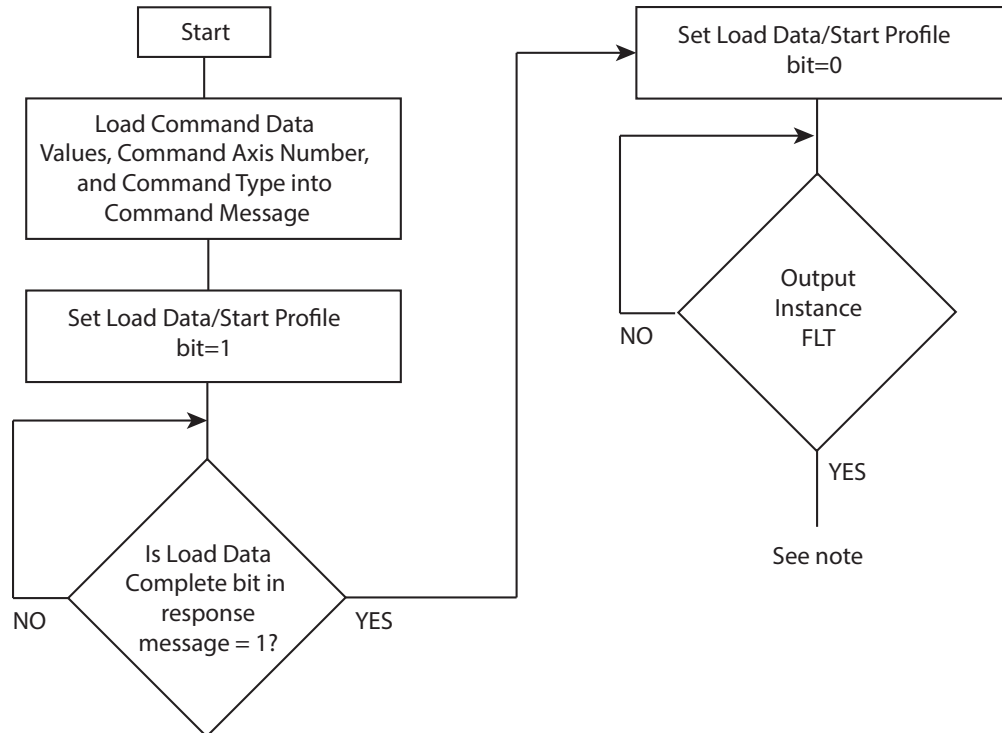 Start
Load Command Data
Values, Command Axis Number,
and Command Type into
Command Message
Set Load Data/Start Profile
bit=1
Is Load Data
Complete bit in
response
message = 1?
NO
YES
Set Load Data/Start Profile
bit=0
Output
Instance
FLT
NO
YES
See note